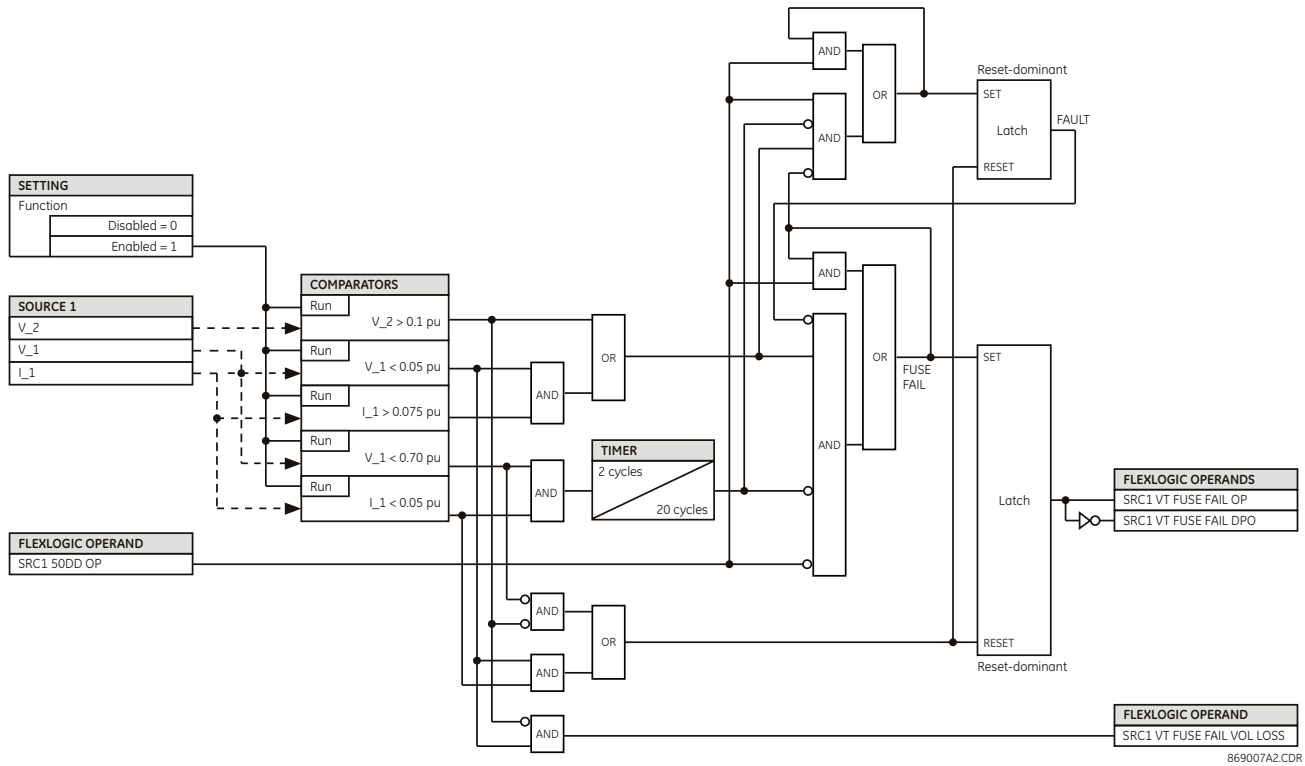 SETTING
Function
Disabled = 0
Enabled = 1
SOURCE 1
V_2
V_1
I_1
FLEXLOGIC OPERAND
SRC1 50DD OP
COMPARATORS
Run
V_2 > 0.1 pu
Run
V_1 < 0.05 pu
Run
I_1 > 0.075 pu
Run
V_1 < 0.70 pu
Run
I_1 < 0.05 pu
OR
AND
AND
TIMER
2 cycles
20 cycles
AND
OR
AND
AND
AND
OR
AND
AND
OR
AND
FUSE
FAIL
Reset-dominant
SET
Latch
RESET
FAULT
SET
Latch
RESET
Reset-dominant
FLEXLOGIC OPERANDS
SRC1 VT FUSE FAIL OP
SRC1 VT FUSE FAIL DPO
FLEXLOGIC OPERAND
SRC1 VT FUSE FAIL VOL LOSS
869007A2.CDR